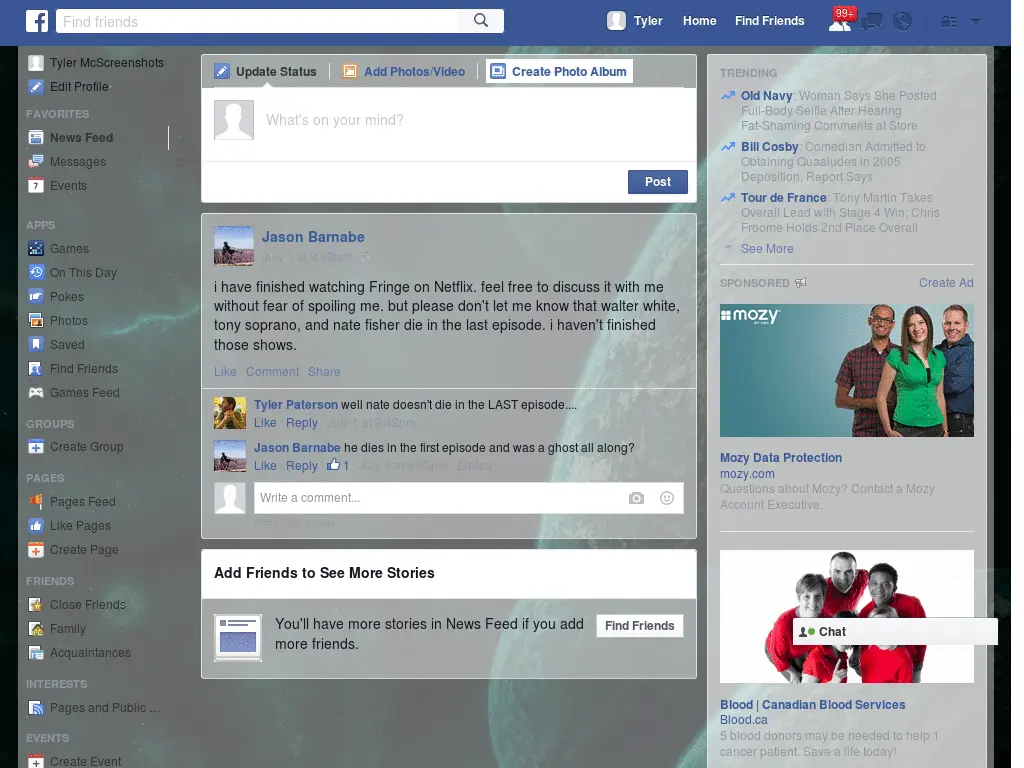 Find friends
Tyler
Home
Find Friends
99+
Tyler McScreenshots
Edit Profile
FAVORITES
News Feed
Messages
Events
APPS
Games
On This Day
Pokes
Photos
Saved
Find Friends
Games Feed
GROUPS
Create Group
PAGES
Pages Feed
Like Pages
Create Page
FRIENDS
Close Friends
Family
Acquaintances
INTERESTS
Pages and Public ...
EVENTS
Create Event
Update Status
Add Photos/Video
Create Photo Album
What's on your mind?
Post
Jason Barnabe
July 1 at 9:39pm
i have finished watching Fringe on Netflix. feel free to discuss it with me
without fear of spoiling me. but please don't let me know that walter white,
tony soprano, and nate fisher die in the last episode. i haven't finished
those shows.
Like Comment Share
Tyler Paterson well nate doesn't die in the LAST episode....
Like · Reply · July 1 at 9:42pm
Jason Barnabe he dies in the first episode and was a ghost all along?
Like · Reply · 1 · July 1 at 9:55pm · Edited
Write a comment...
Add Friends to See More Stories
You'll have more stories in News Feed if you add
more friends.
Find Friends
TRENDING
Old Navy: Woman Says She Posted
Full-Body Selfie After Hearing
Fat-Shaming Comments at Store
Bill Cosby: Comedian Admitted to
Obtaining Quaaludes in 2005
Deposition, Report Says
Tour de France: Tony Martin Takes
Overall Lead with Stage 4 Win; Chris
Froome Holds 2nd Place Overall
See More
SPONSORED
Create Ad
mozy
Mozy Data Protection
mozy.com
Questions about Mozy? Contact a Mozy
Account Executive.
Chat
Blood | Canadian Blood Services
Blood.ca
5 blood donors may be needed to help 1
cancer patient. Save a life today!